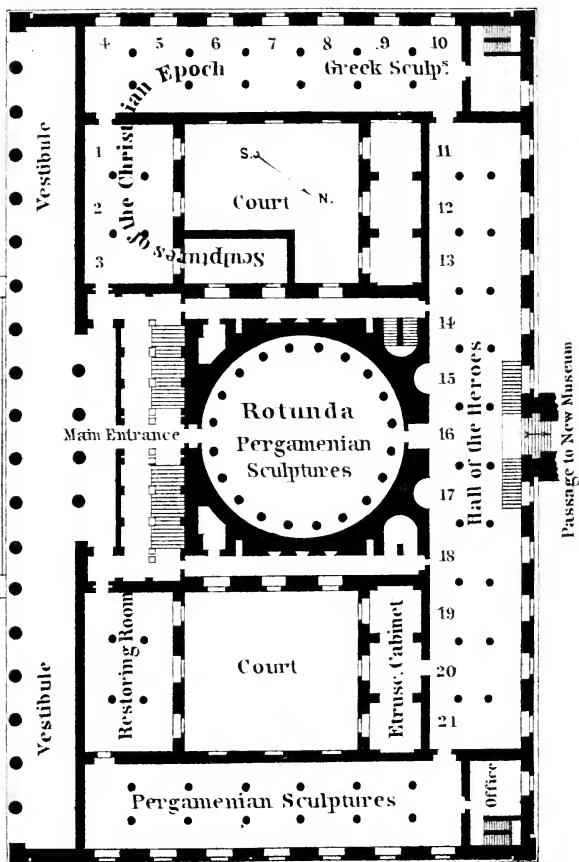 4 5 6 7 8 9 10
Sculptures of the Christian Epoch
Greek Sculps.
Vestibule
1
2
3
S.
N.
Court
11
12
13
14
15
16
17
18
19
20
21
Rotunda
Pergamenian
Sculptures
Main Entrance
Hall of the Heroes
Passage to New Museum
Vestibule
Restoring Room
Court
Etrusc. Cabinet
Pergamenian Sculptures
Office